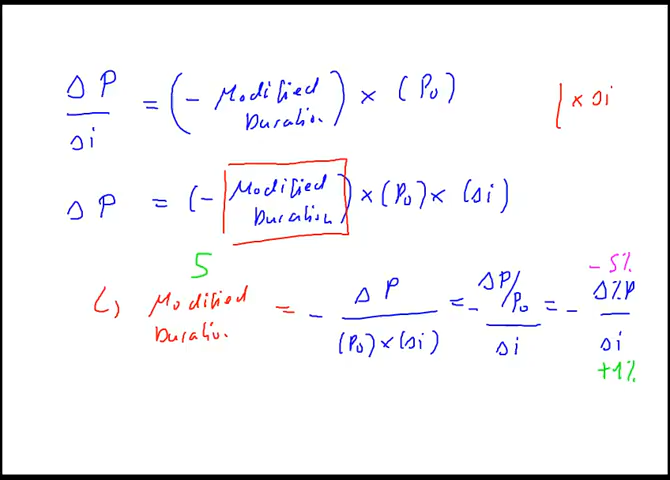 ΔP/Δi = (- Modified Duration) × (P₀) | × Δi
ΔP = (- Modified Duration) × (P₀) × (Δi)
5
↳ Modified Duration = - ΔP/((P₀) × (Δi)) = - (ΔP/P₀)/Δi = - Δ%P/Δi
-5%
+1%